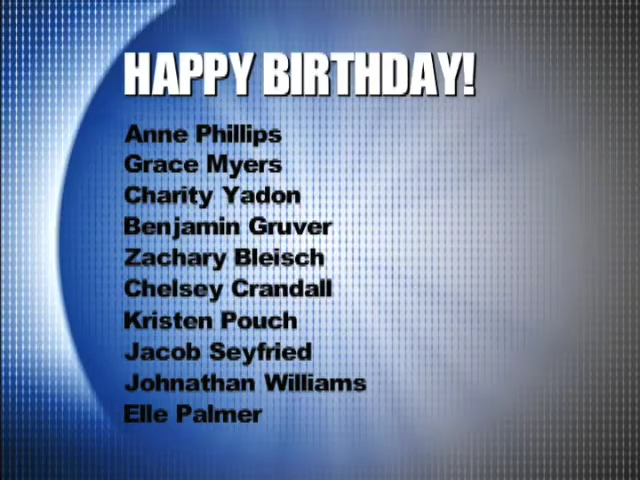 HAPPY BIRTHDAY!
Anne Phillips
Grace Myers
Charity Yadon
Benjamin Gruver
Zachary Bleisch
Chelsey Crandall
Kristen Pouch
Jacob Seyfried
Johnathan Williams
Elle Palmer